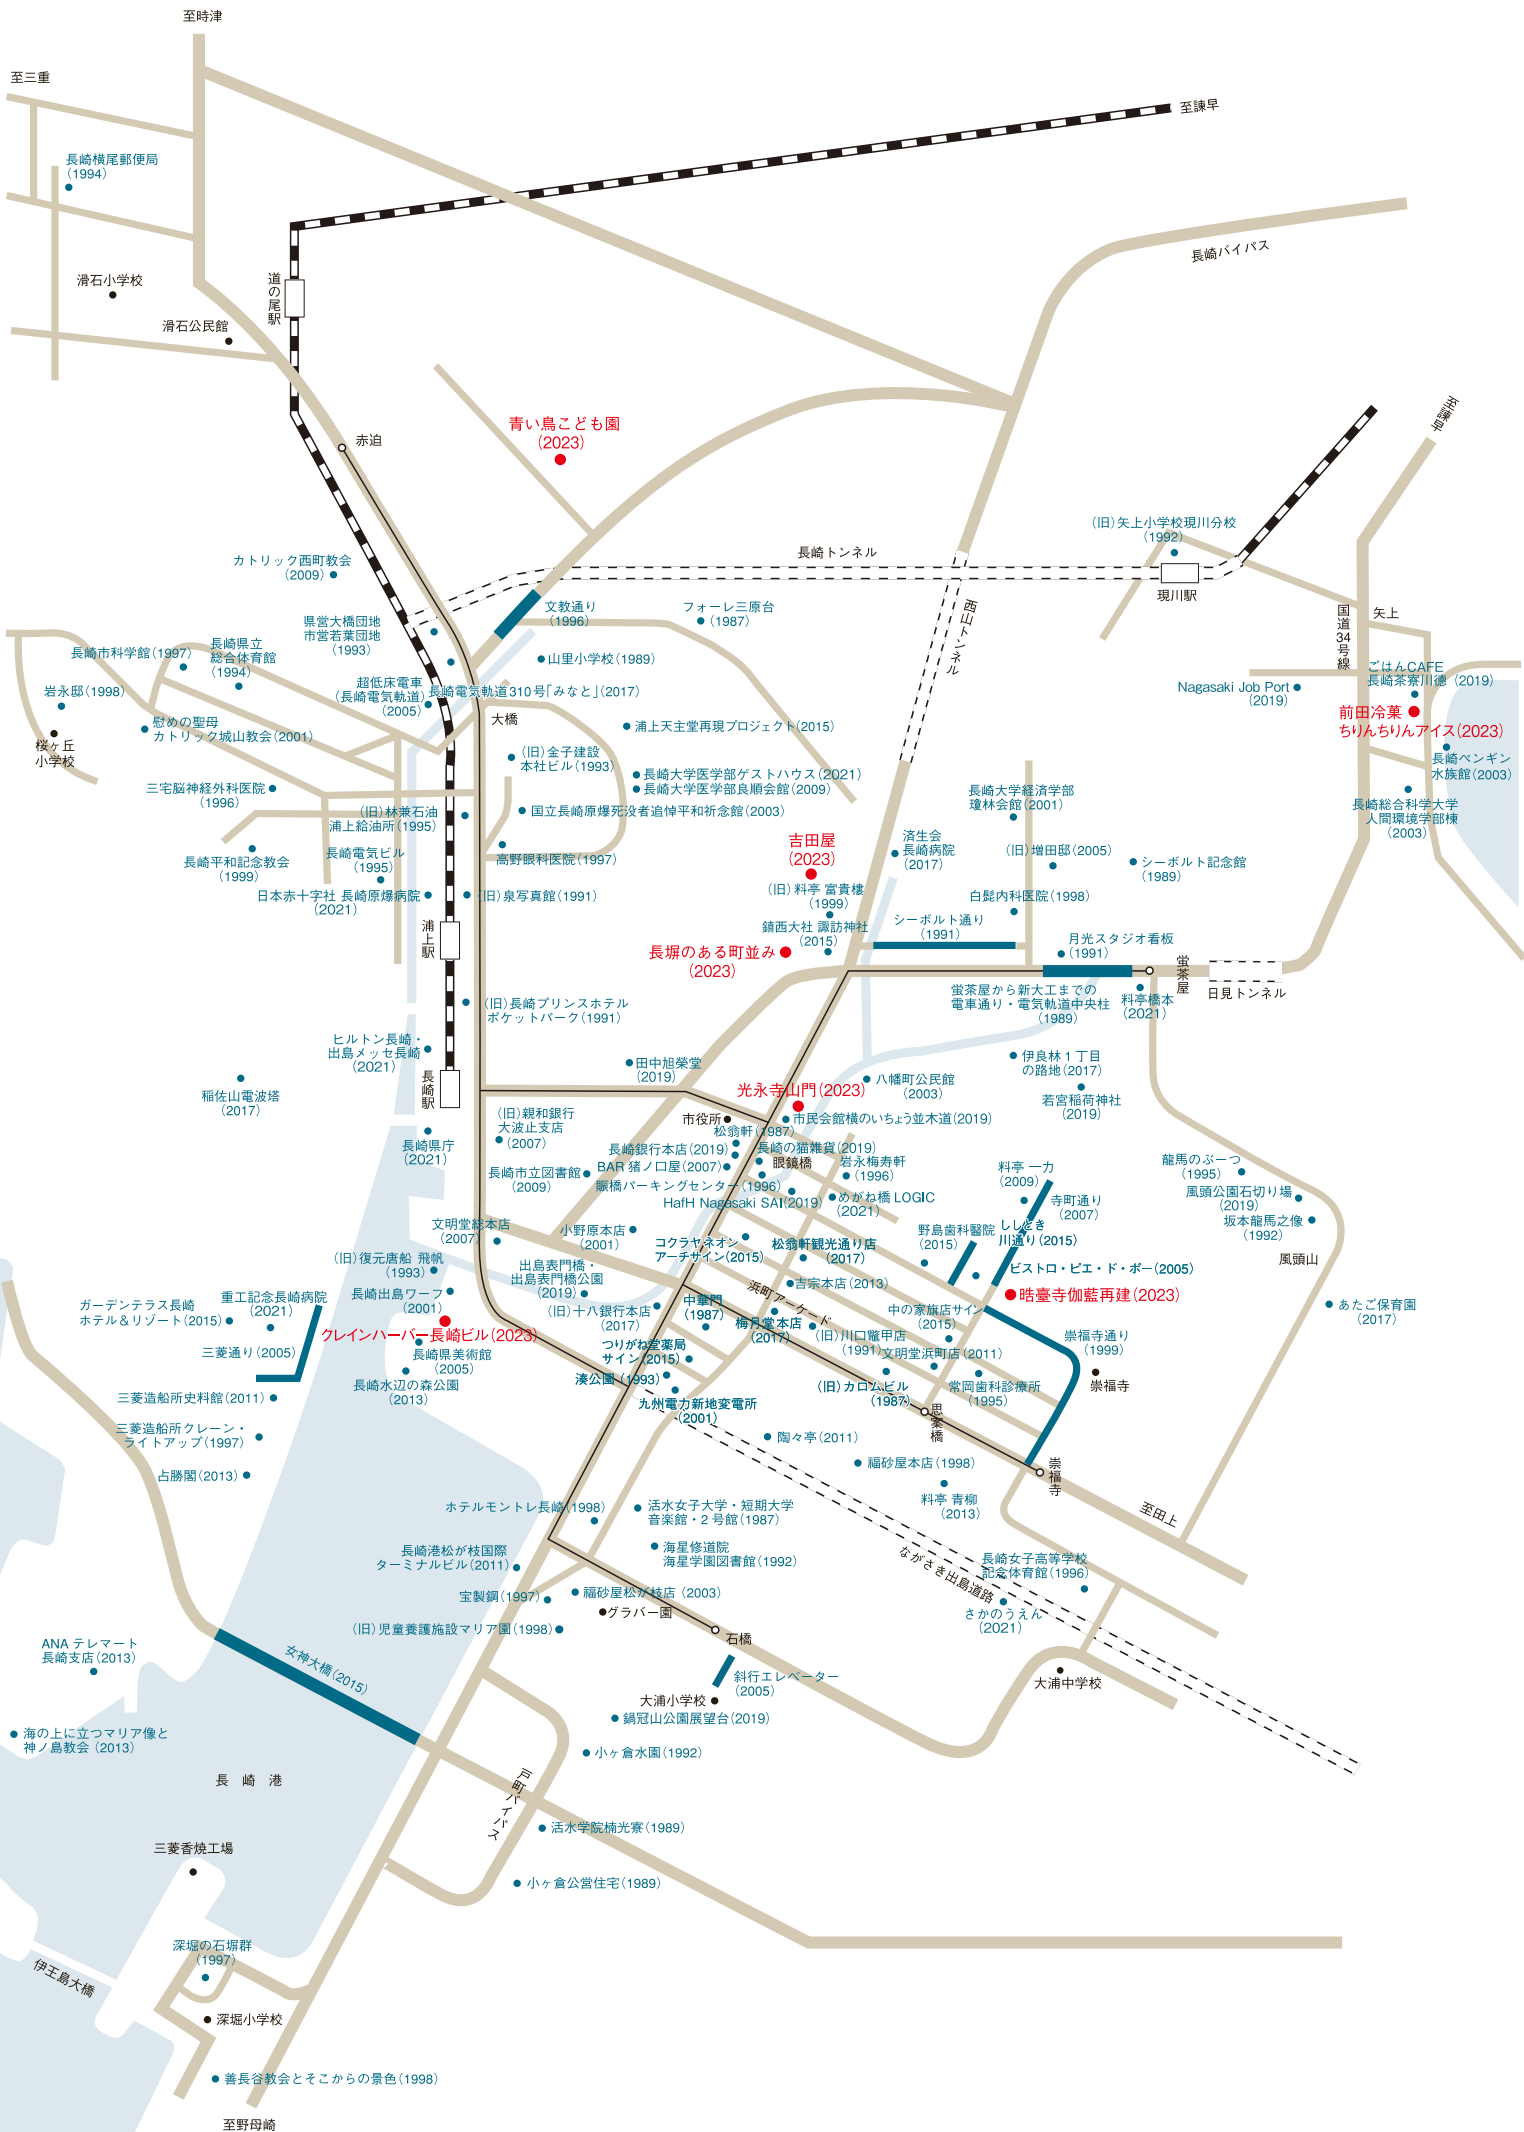 至時津
至三重
至諫早
長崎横尾郵便局
(1994)
長崎バイパス
滑石小学校
道の尾駅
滑石公民館
至諫早
青い鳥こども園
(2023)
赤迫
(旧)矢上小学校現川分校
(1992)
長崎トンネル
カトリック西町教会
(2009)
現川駅
西山トンネル
国道34号線
矢上
文教通り
(1996)
フォーレ三原台
(1987)
県営大橋団地
市営若葉団地
(1993)
長崎県立
総合体育館
(1994)
長崎市科学館(1997)
山里小学校(1989)
ごはんCAFE
長崎茶寮川徳 (2019)
超低床電車
(長崎電気軌道)
(2005)
長崎電気軌道310号「みなと」(2017)
岩永邸(1998)
Nagasaki Job Port
(2019)
前田冷菓
ちりんちりんアイス(2023)
慰めの聖母
カトリック城山教会(2001)
大橋
浦上天主堂再現プロジェクト(2015)
桜ヶ丘
小学校
(旧)金子建設
本社ビル(1993)
長崎ペンギン
水族館(2003)
長崎大学医学部ゲストハウス(2021)
長崎大学医学部良順会館(2009)
三宅脳神経外科医院
(1996)
長崎大学経済学部
瓊林会館(2001)
国立長崎原爆死没者追悼平和祈念館(2003)
(旧)林兼石油
浦上給油所(1995)
長崎総合科学大学
人間環境学部棟
(2003)
済生会
長崎病院
(2017)
吉田屋
(2023)
(旧)増田邸(2005)
長崎平和記念教会
(1999)
長崎電気ビル
(1995)
高野眼科医院(1997)
シーボルト記念館
(1989)
(旧)料亭 富貴樓
(1999)
日本赤十字社 長崎原爆病院
(2021)
(旧)泉写真館(1991)
白髭内科医院(1998)
鎮西大社 諏訪神社
(2015)
シーボルト通り
(1991)
浦上駅
長塀のある町並み
(2023)
月光スタジオ看板
(1991)
蛍茶屋
日見トンネル
蛍茶屋から新大工までの
電車通り・電気軌道中央柱
(1989)
料亭橋本
(2021)
(旧)長崎プリンスホテル
ポケットパーク(1991)
ヒルトン長崎・
出島メッセ長崎
(2021)
田中旭榮堂
(2019)
伊良林1丁目
の路地(2017)
長崎駅
稲佐山電波塔
(2017)
八幡町公民館
(2003)
光永寺山門(2023)
若宮稲荷神社
(2019)
(旧)親和銀行
大波止支店
(2007)
市役所
市民会館横のいちょう並木道(2019)
松翁軒(1987)
長崎県庁
(2021)
長崎銀行本店(2019)
長崎の猫雑貨(2019)
眼鏡橋
BAR 猪ノ口屋(2007)
岩永梅寿軒
(1996)
長崎市立図書館
(2009)
賑橋パーキングセンター(1996)
HafH Nagasaki SAI(2019)
めがね橋 LOGIC
(2021)
料亭 一力
(2009)
龍馬のぶーつ
(1995)
風頭公園石切り場
(2019)
坂本龍馬之像
(1992)
寺町通り
(2007)
文明堂総本店
(2007)
小野原本店
(2001)
コクラヤネオン
アーチサイン(2015)
松翁軒観光通り店
(2017)
野島歯科醫院
(2015)
ししとき
川通り(2015)
風頭山
(旧)復元唐船 飛帆
(1993)
出島表門橋・
出島表門橋公園
(2019)
吉宗本店(2013)
ビストロ・ピエ・ド・ポー(2005)
長崎出島ワーフ
(2001)
重工記念長崎病院
(2021)
ガーデンテラス長崎
ホテル&リゾート(2015)
(旧)十八銀行本店
(2017)
中華門
(1987)
浜町アーケード
梅月堂本店
(2017)
晧臺寺伽藍再建(2023)
中の家旗店サイン
(2015)
あたご保育園
(2017)
クレインハーバー長崎ビル(2023)
(旧)川口鼈甲店
(1991)
崇福寺通り
(1999)
三菱通り(2005)
長崎県美術館
(2005)
つりがね堂薬局
サイン(2015)
文明堂浜町店(2011)
長崎水辺の森公園
(2013)
湊公園(1993)
(旧)カロムビル
(1987)
常岡歯科診療所
(1995)
崇福寺
三菱造船所史料館(2011)
九州電力新地変電所
(2001)
思案橋
三菱造船所クレーン・
ライトアップ(1997)
陶々亭(2011)
占勝閣(2013)
福砂屋本店(1998)
崇福寺
料亭 青柳
(2013)
至田上
ホテルモントレ長崎(1998)
活水女子大学・短期大学
音楽館・2号館(1987)
海星修道院
海星学園図書館(1992)
長崎港松が枝国際
ターミナルビル(2011)
ながさき出島道路
長崎女子高等学校
記念体育館(1996)
宝製鋼(1997)
福砂屋松が枝店 (2003)
グラバー園
さかのうえん
(2021)
(旧)児童養護施設マリア園(1998)
石橋
ANA テレマート
長崎支店(2013)
女神大橋(2015)
斜行エレベーター
(2005)
大浦中学校
大浦小学校
鍋冠山公園展望台(2019)
海の上に立つマリア像と
神ノ島教会 (2013)
小ヶ倉水園(1992)
長 崎 港
戸町バイパス
活水学院楠光寮(1989)
三菱香焼工場
小ヶ倉公営住宅(1989)
深堀の石塀群
(1997)
伊王島大橋
深堀小学校
善長谷教会とそこからの景色(1998)
至野母崎